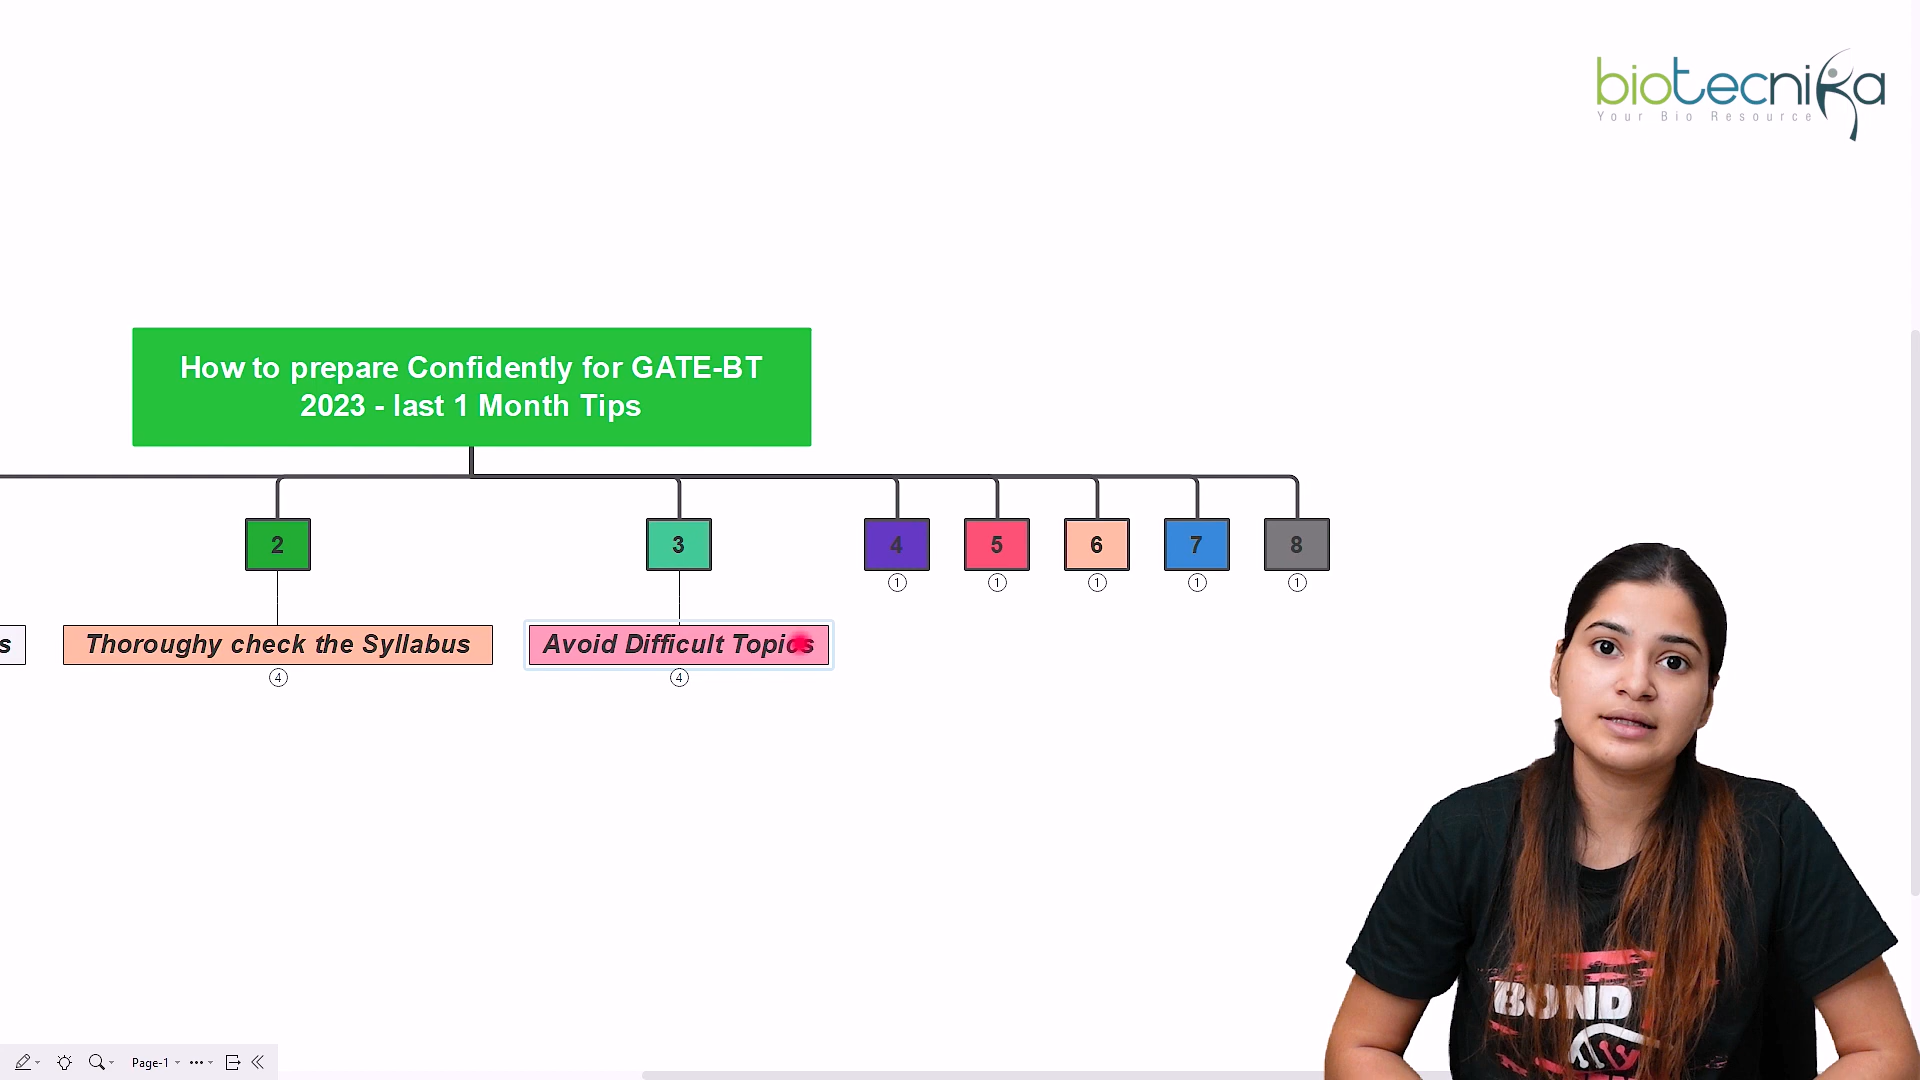 biotecnika
Your Bio Resource
How to prepare Confidently for GATE-BT
2023 - last 1 Month Tips
2
3
4
5
6
7
8
1
1
1
1
1
s
Thoroughy check the Syllabus
Avoid Difficult Topics
4
4
BOND
Page-1